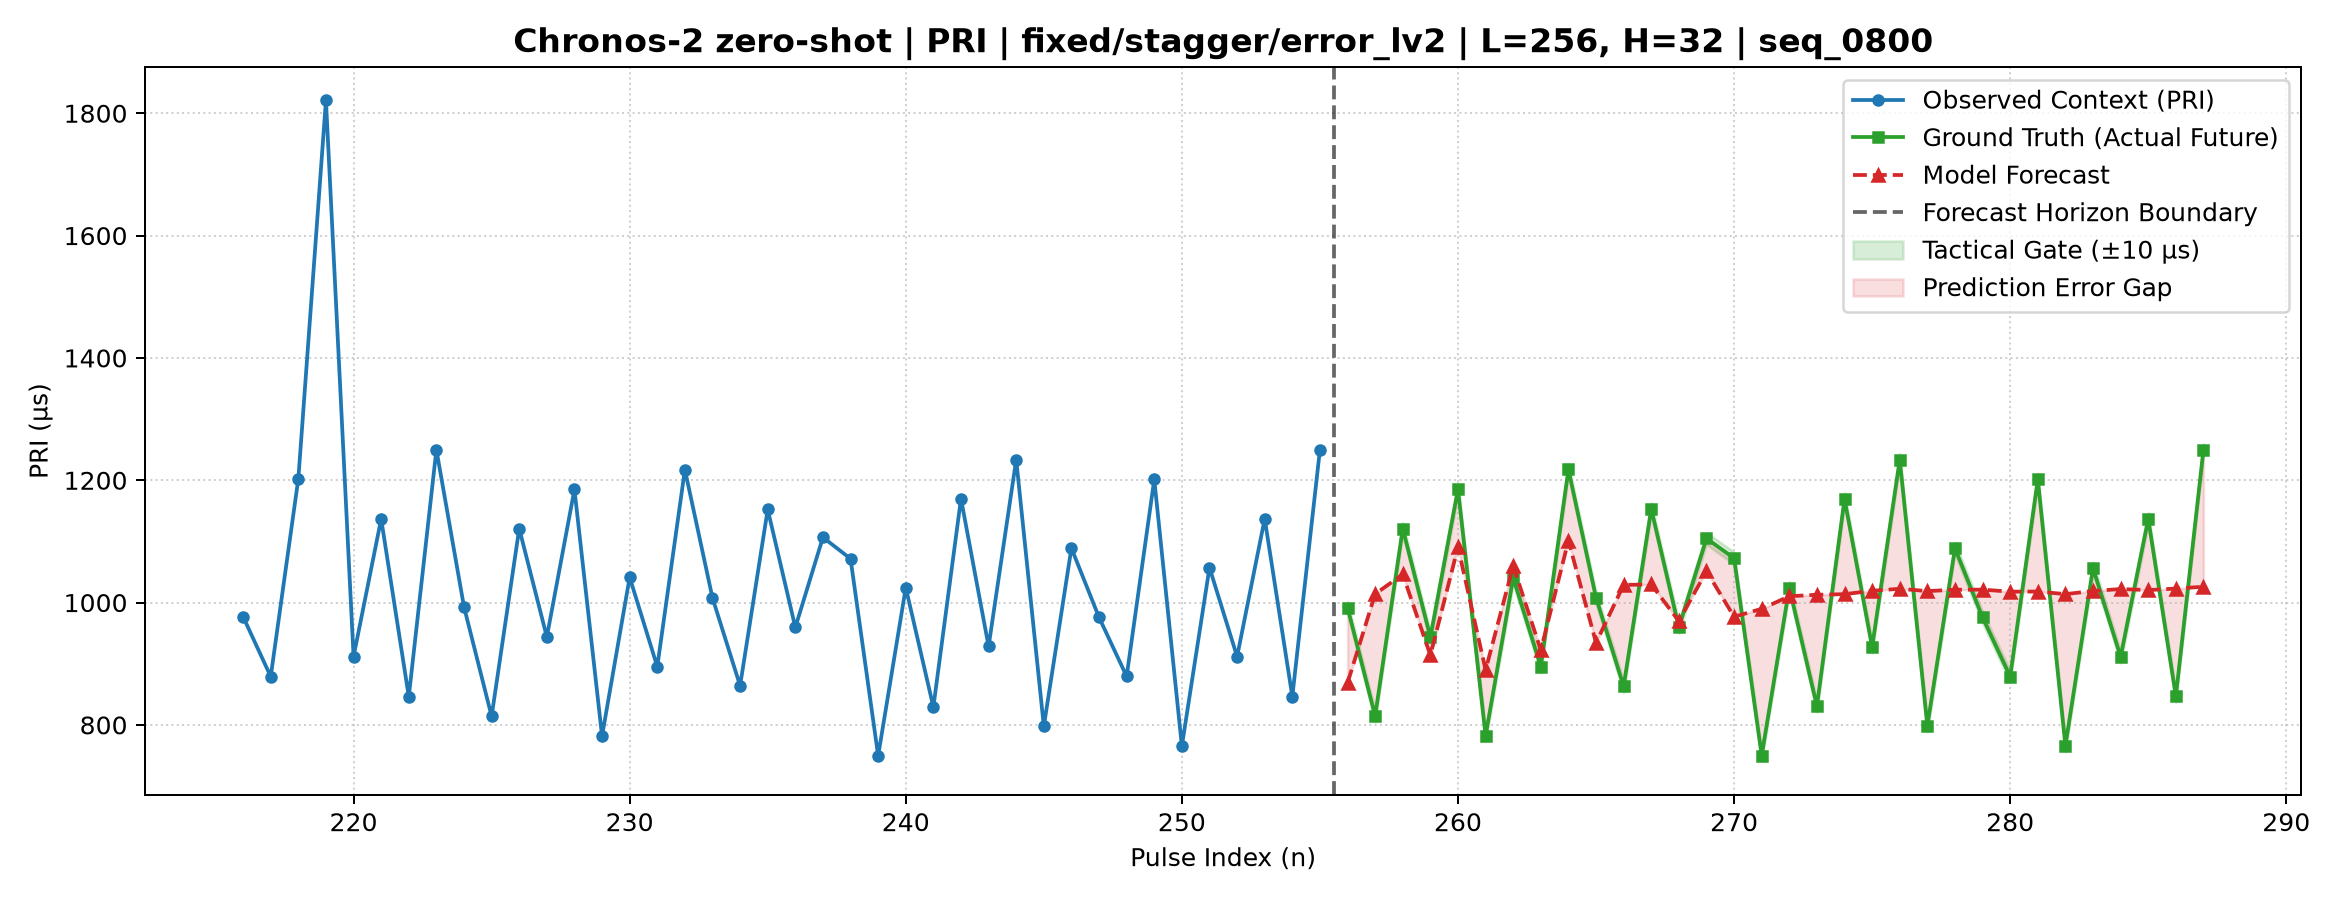 Chronos-2 zero-shot | PRI | fixed/stagger/error_lv2 | L=256, H=32 | seq_0800
PRI (µs)
1800
1600
1400
1200
1000
800
Observed Context (PRI)
Ground Truth (Actual Future)
Model Forecast
Forecast Horizon Boundary
Tactical Gate (±10 µs)
Prediction Error Gap
220 230 240 250 260 270 280 290
Pulse Index (n)